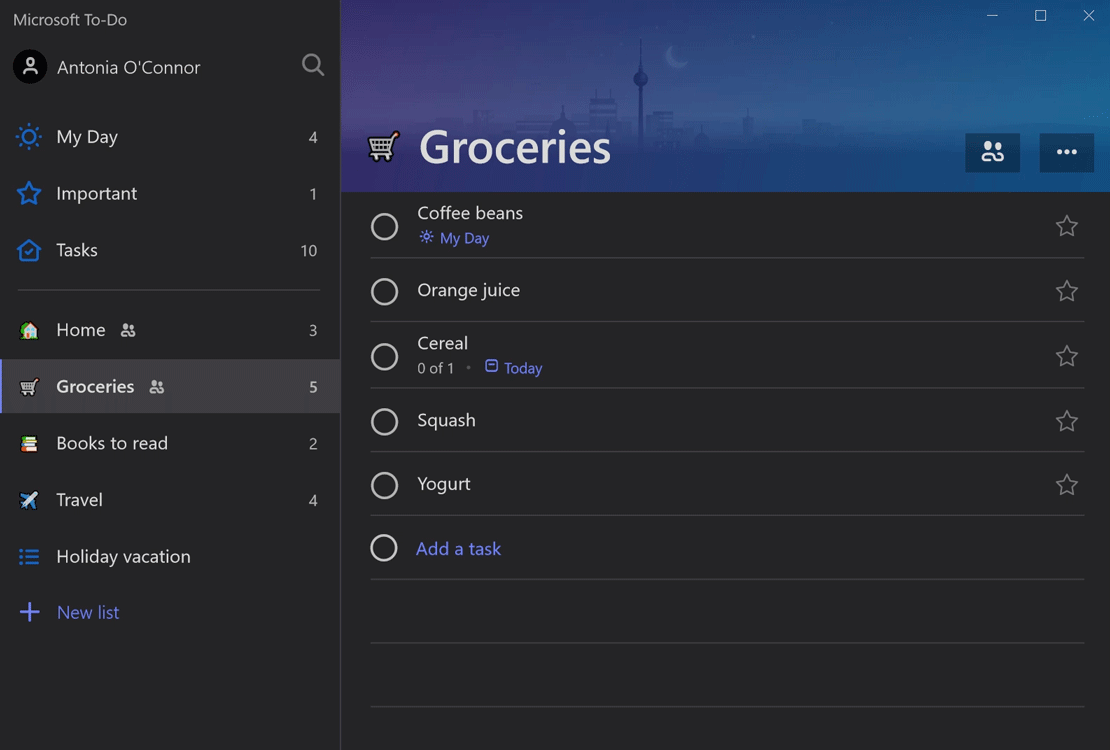 Microsoft To-Do
Antonia O'Connor
My Day 4
Important 1
Tasks 10
Home 3
Groceries 5
Books to read 2
Travel 4
Holiday vacation
New list
Groceries
Coffee beans
My Day
Orange juice
Cereal
0 of 1 • Today
Squash
Yogurt
Add a task